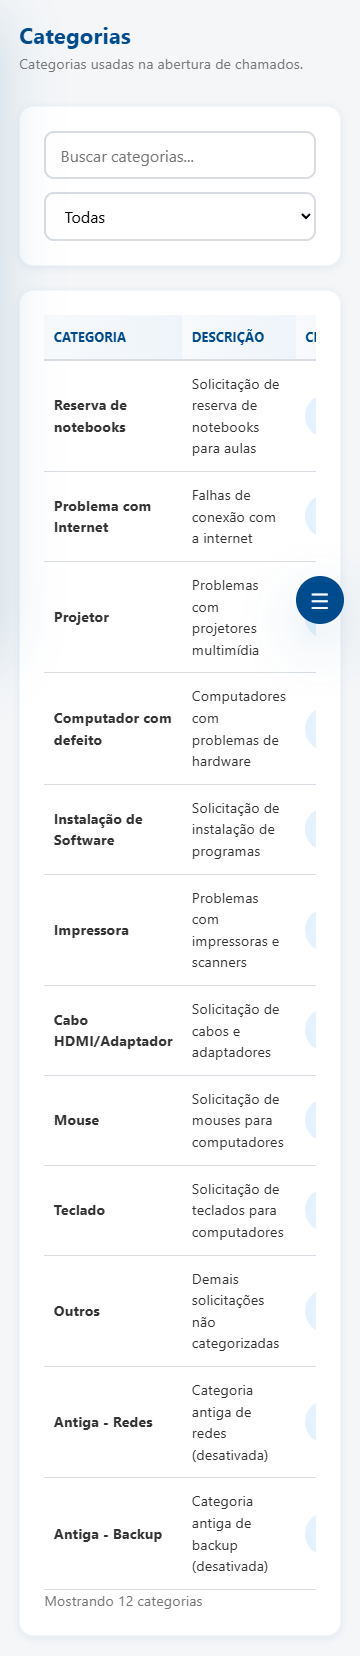 Categorias
Categorias usadas na abertura de chamados.
Buscar categorias...
Todas
CATEGORIA DESCRIÇÃO
Reserva de notebooks
Solicitação de
reserva de
notebooks
para aulas
Problema com
Internet
Falhas de
conexão com
a internet
Projetor
Problemas
com
projetores
multimídia
Computador com
defeito
Computadores
com
problemas de
hardware
Instalação de
Software
Solicitação de
instalação de
programas
Impressora
Problemas
com
impressoras e
scanners
Cabo
HDMI/Adaptador
Solicitação de
cabos e
adaptadores
Mouse
Solicitação de
mouses para
computadores
Teclado
Solicitação de
teclados para
computadores
Outros
Demais
solicitações
não
categorizadas
Antiga - Redes
Categoria
antiga de
redes
(desativada)
Antiga - Backup
Categoria
antiga de
backup
(desativada)
Mostrando 12 categorias